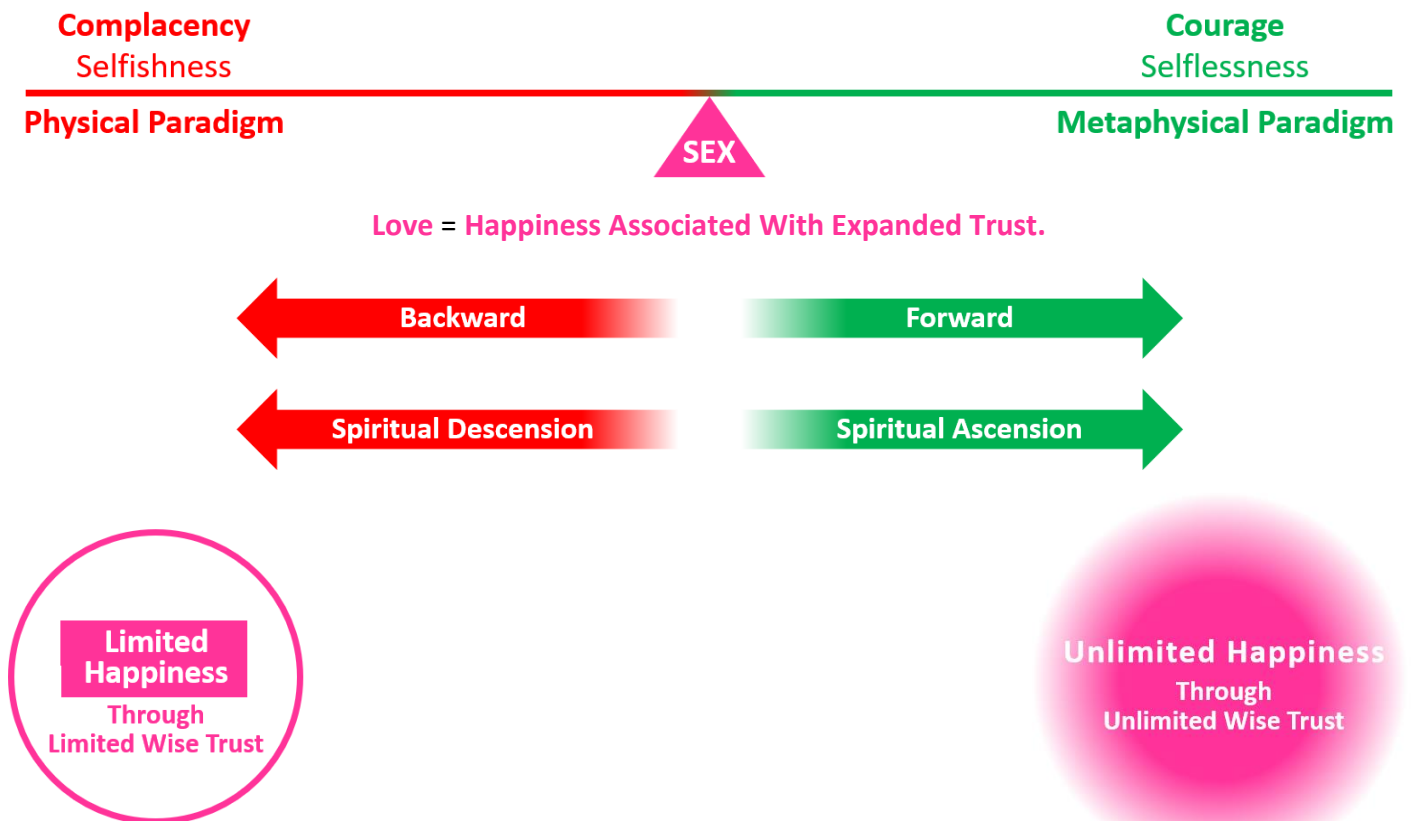 Complacency
Selfishness
Physical Paradigm
Courage
Selflessness
Metaphysical Paradigm
SEX
Love = Happiness Associated With Expanded Trust.
Backward
Forward
Spiritual Descension
Spiritual Ascension
Limited
Happiness
Through
Limited Wise Trust
Unlimited Happiness
Through
Unlimited Wise Trust